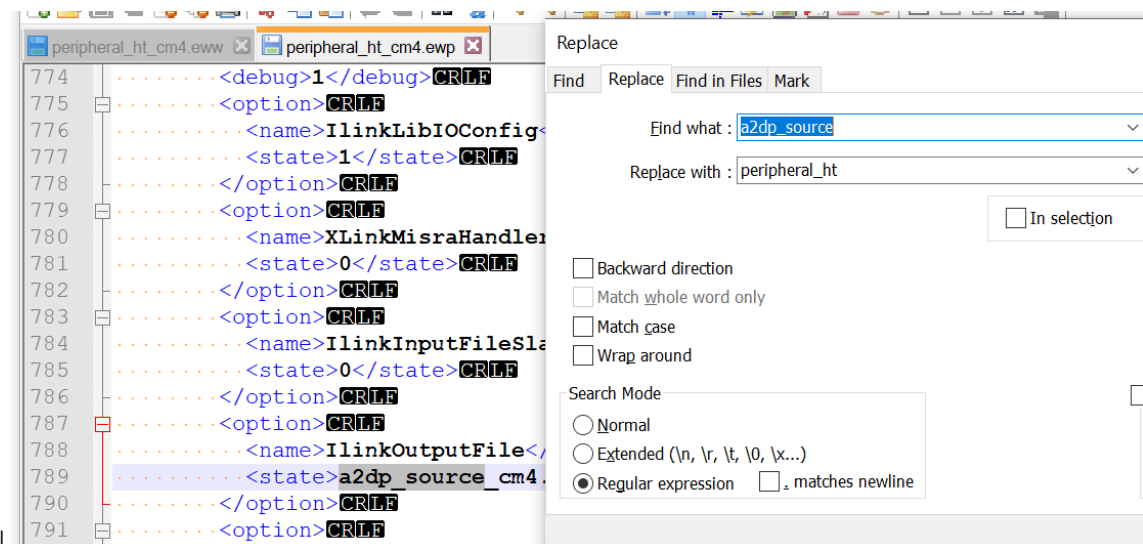 peripheral_ht_cm4.eww
peripheral_ht_cm4.ewp
774 <debug>1</debug>CRLF
775 <option>CRLF
776 <name>IlinkLibIOConfig<
777 <state>1</state>CRLF
778 </option>CRLF
779 <option>CRLF
780 <name>XLinkMisraHandler
781 <state>0</state>CRLF
782 </option>CRLF
783 <option>CRLF
784 <name>IlinkInputFileSla
785 <state>0</state>CRLF
786 </option>CRLF
787 <option>CRLF
788 <name>IlinkOutputFile</
789 <state>a2dp_source_cm4.
790 </option>CRLF
791 <option>CRLF
Replace
Find Replace Find in Files Mark
Find what : a2dp_source
Replace with : peripheral_ht
In selection
Backward direction
Match whole word only
Match case
Wrap around
Search Mode
Normal
Extended (\n, \r, \t, \0, \x...)
Regular expression . matches newline